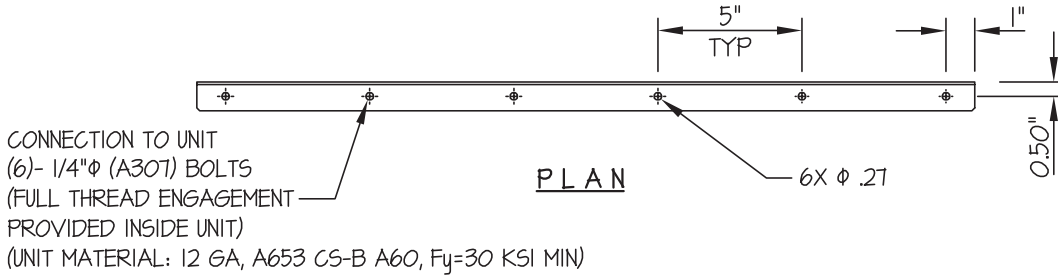 5"
TYP
1"
0.50"
CONNECTION TO UNIT
(6)- 1/4"Φ (A307) BOLTS
(FULL THREAD ENGAGEMENT
PROVIDED INSIDE UNIT)
(UNIT MATERIAL: 12 GA, A653 CS-B A60, Fy=30 KSI MIN)
PLAN
6X Φ .27